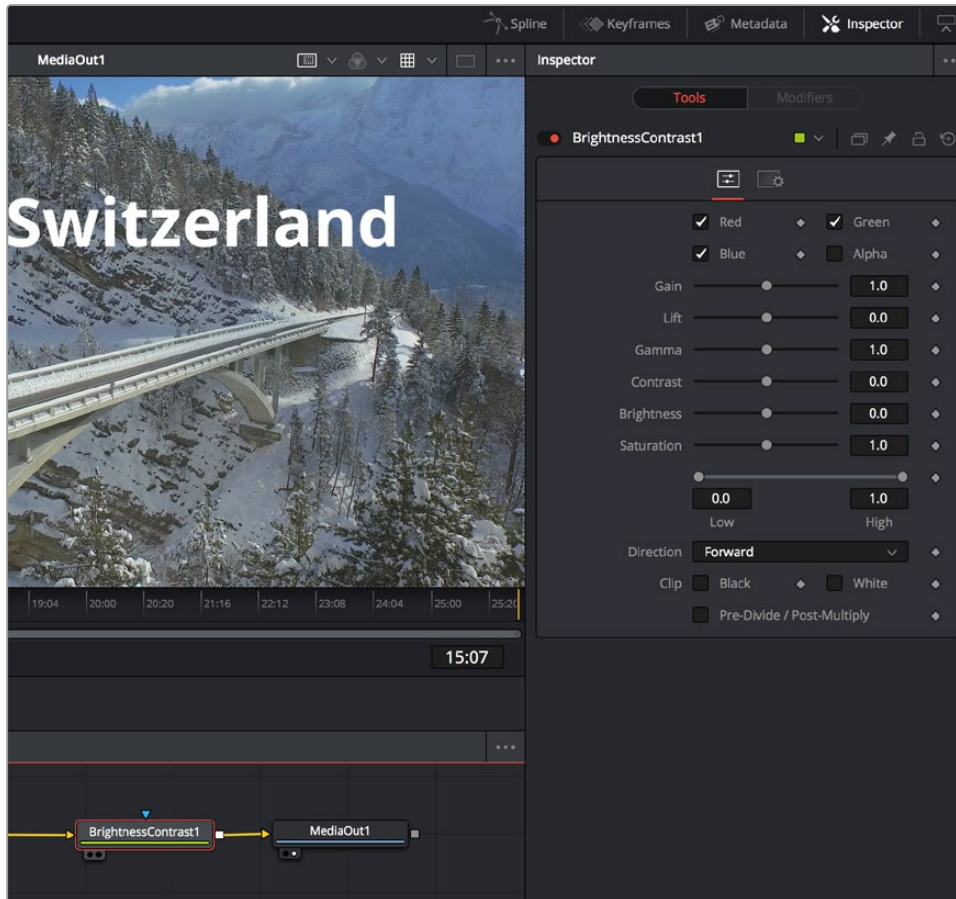 Spline Keyframes Metadata Inspector
MediaOut1
Inspector
Tools Modifiers
BrightnessContrast1
Switzerland
Red Green
Blue Alpha
Gain 1.0
Lift 0.0
Gamma 1.0
Contrast 0.0
Brightness 0.0
Saturation 1.0
0.0 1.0
Low High
Direction Forward
Clip Black White
Pre-Divide / Post-Multiply
19:04 20:00 20:20 21:16 22:12 23:08 24:04 25:00 25:20
15:07
BrightnessContrast1 MediaOut1